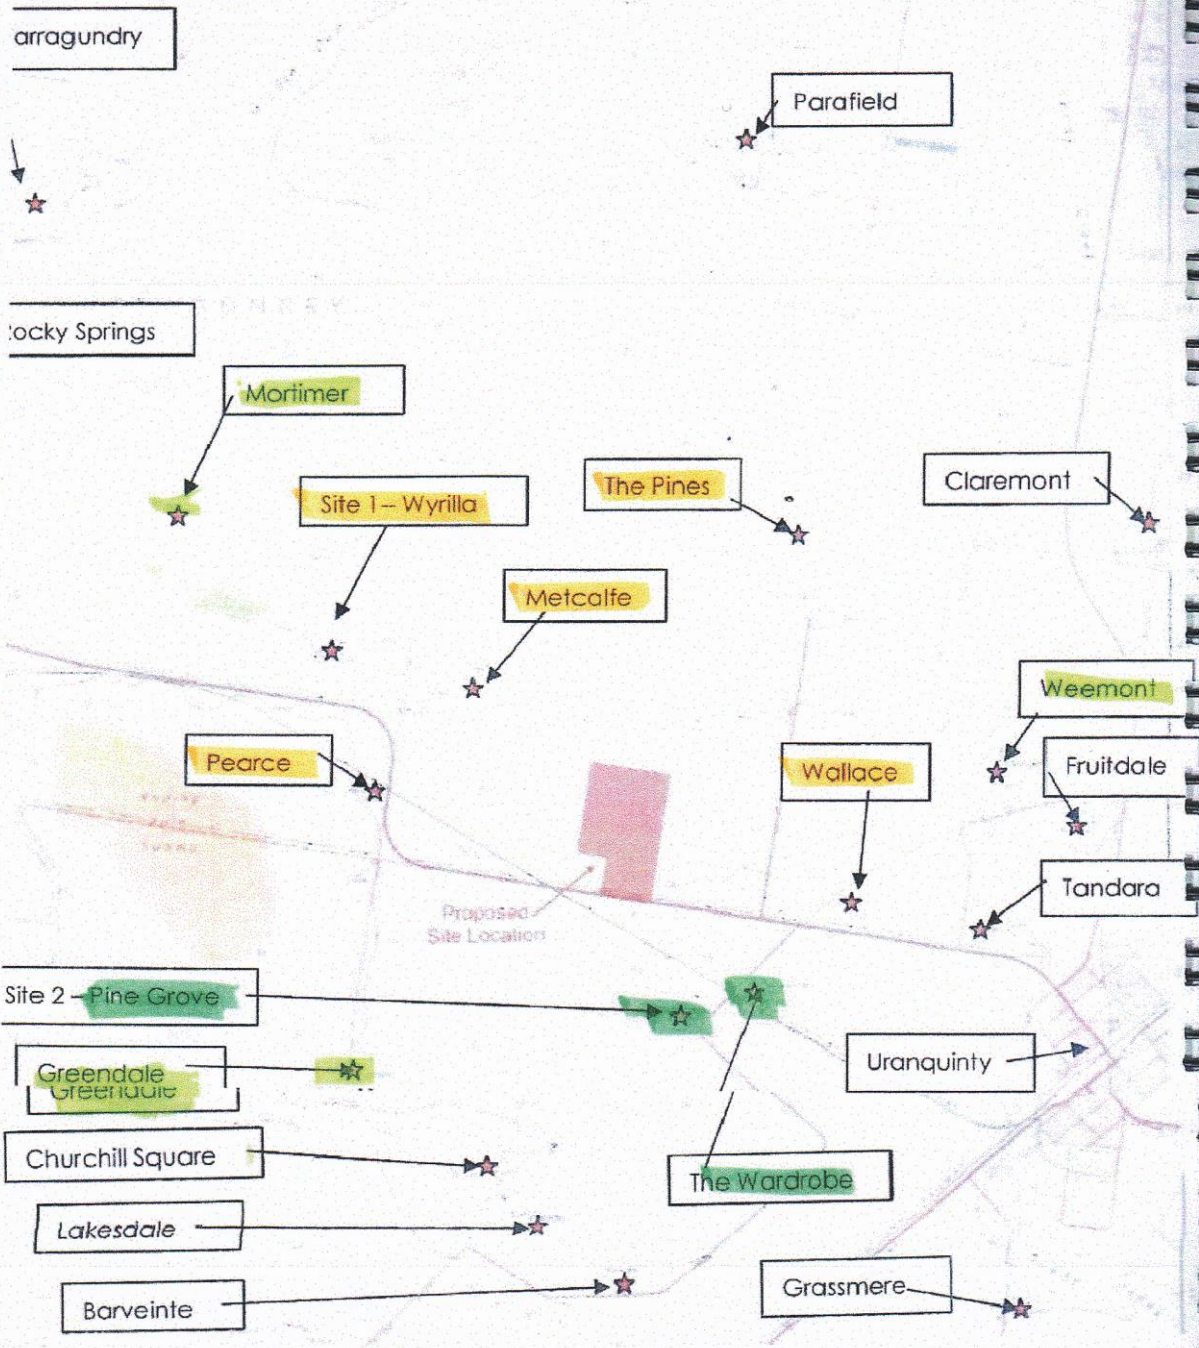 arragundry
Parafield
ocky Springs
Mortimer
Site 1– Wyrilla
The Pines
Claremont
Metcalfe
Weemont
Pearce
Wallace
Fruitdale
Tandara
Proposed
Site Location
Site 2 – Pine Grove
Greendale
Greendale
Uranquinty
Churchill Square
The Wardrobe
Lakesdale
Barveinte
Grassmere